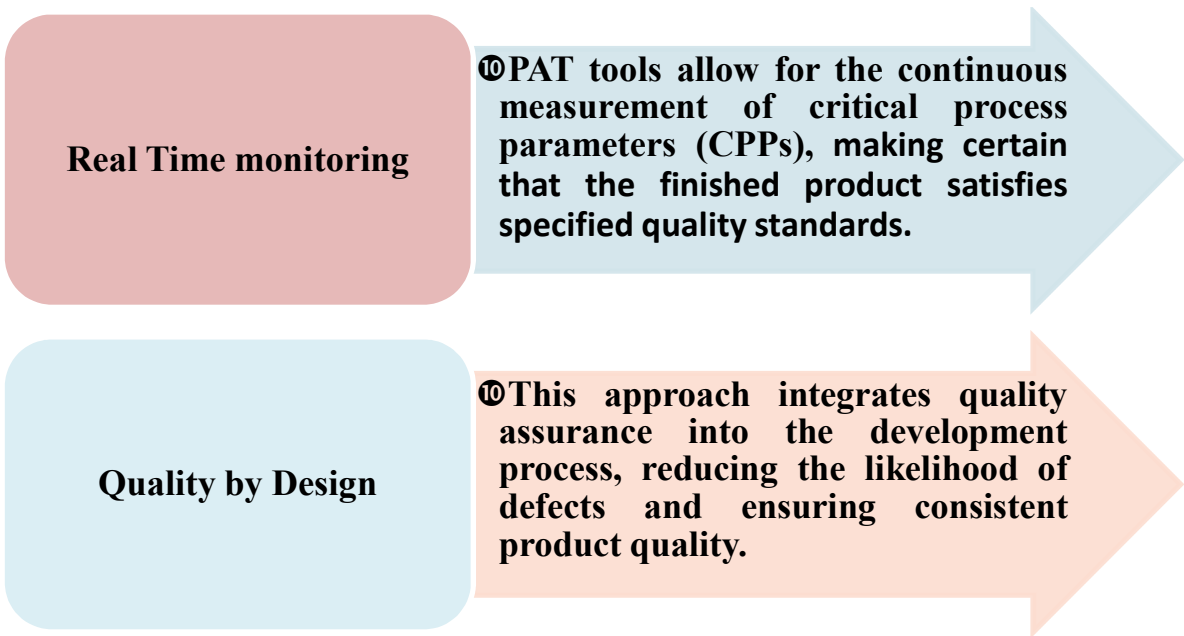 Real Time monitoring
❿PAT tools allow for the continuous
measurement of critical process
parameters (CPPs), making certain
that the finished product satisfies
specified quality standards.
Quality by Design
❿This approach integrates quality
assurance into the development
process, reducing the likelihood of
defects and ensuring consistent
product quality.